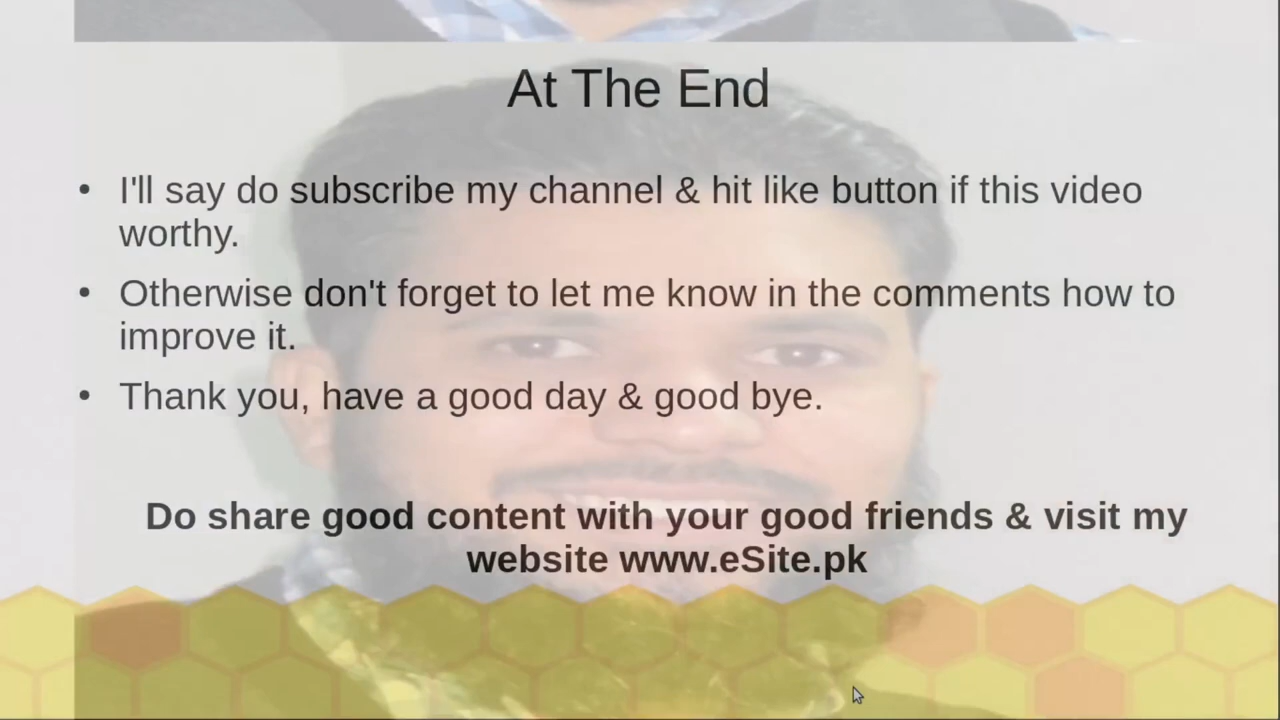 At The End
• I'll say do subscribe my channel & hit like button if this video
worthy.
• Otherwise don't forget to let me know in the comments how to
improve it.
• Thank you, have a good day & good bye.
Do share good content with your good friends & visit my
website www.eSite.pk